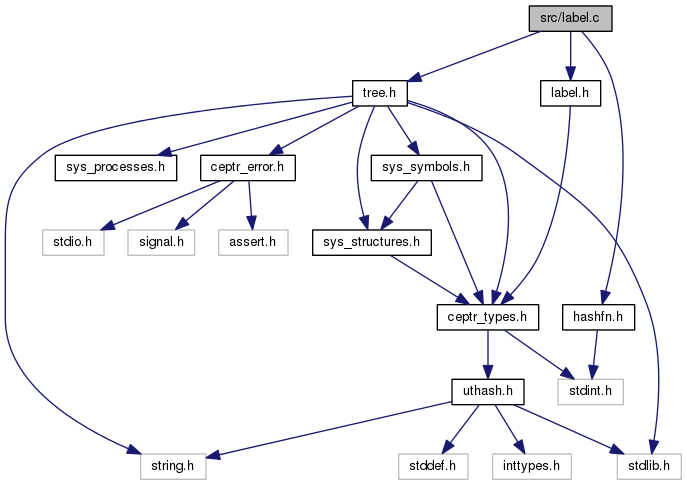 src/label.c
tree.h
label.h
sys_processes.h
ceptr_error.h
sys_symbols.h
stdio.h
signal.h
assert.h
sys_structures.h
ceptr_types.h
hashfn.h
uthash.h
stdint.h
string.h
stddef.h
inttypes.h
stdlib.h